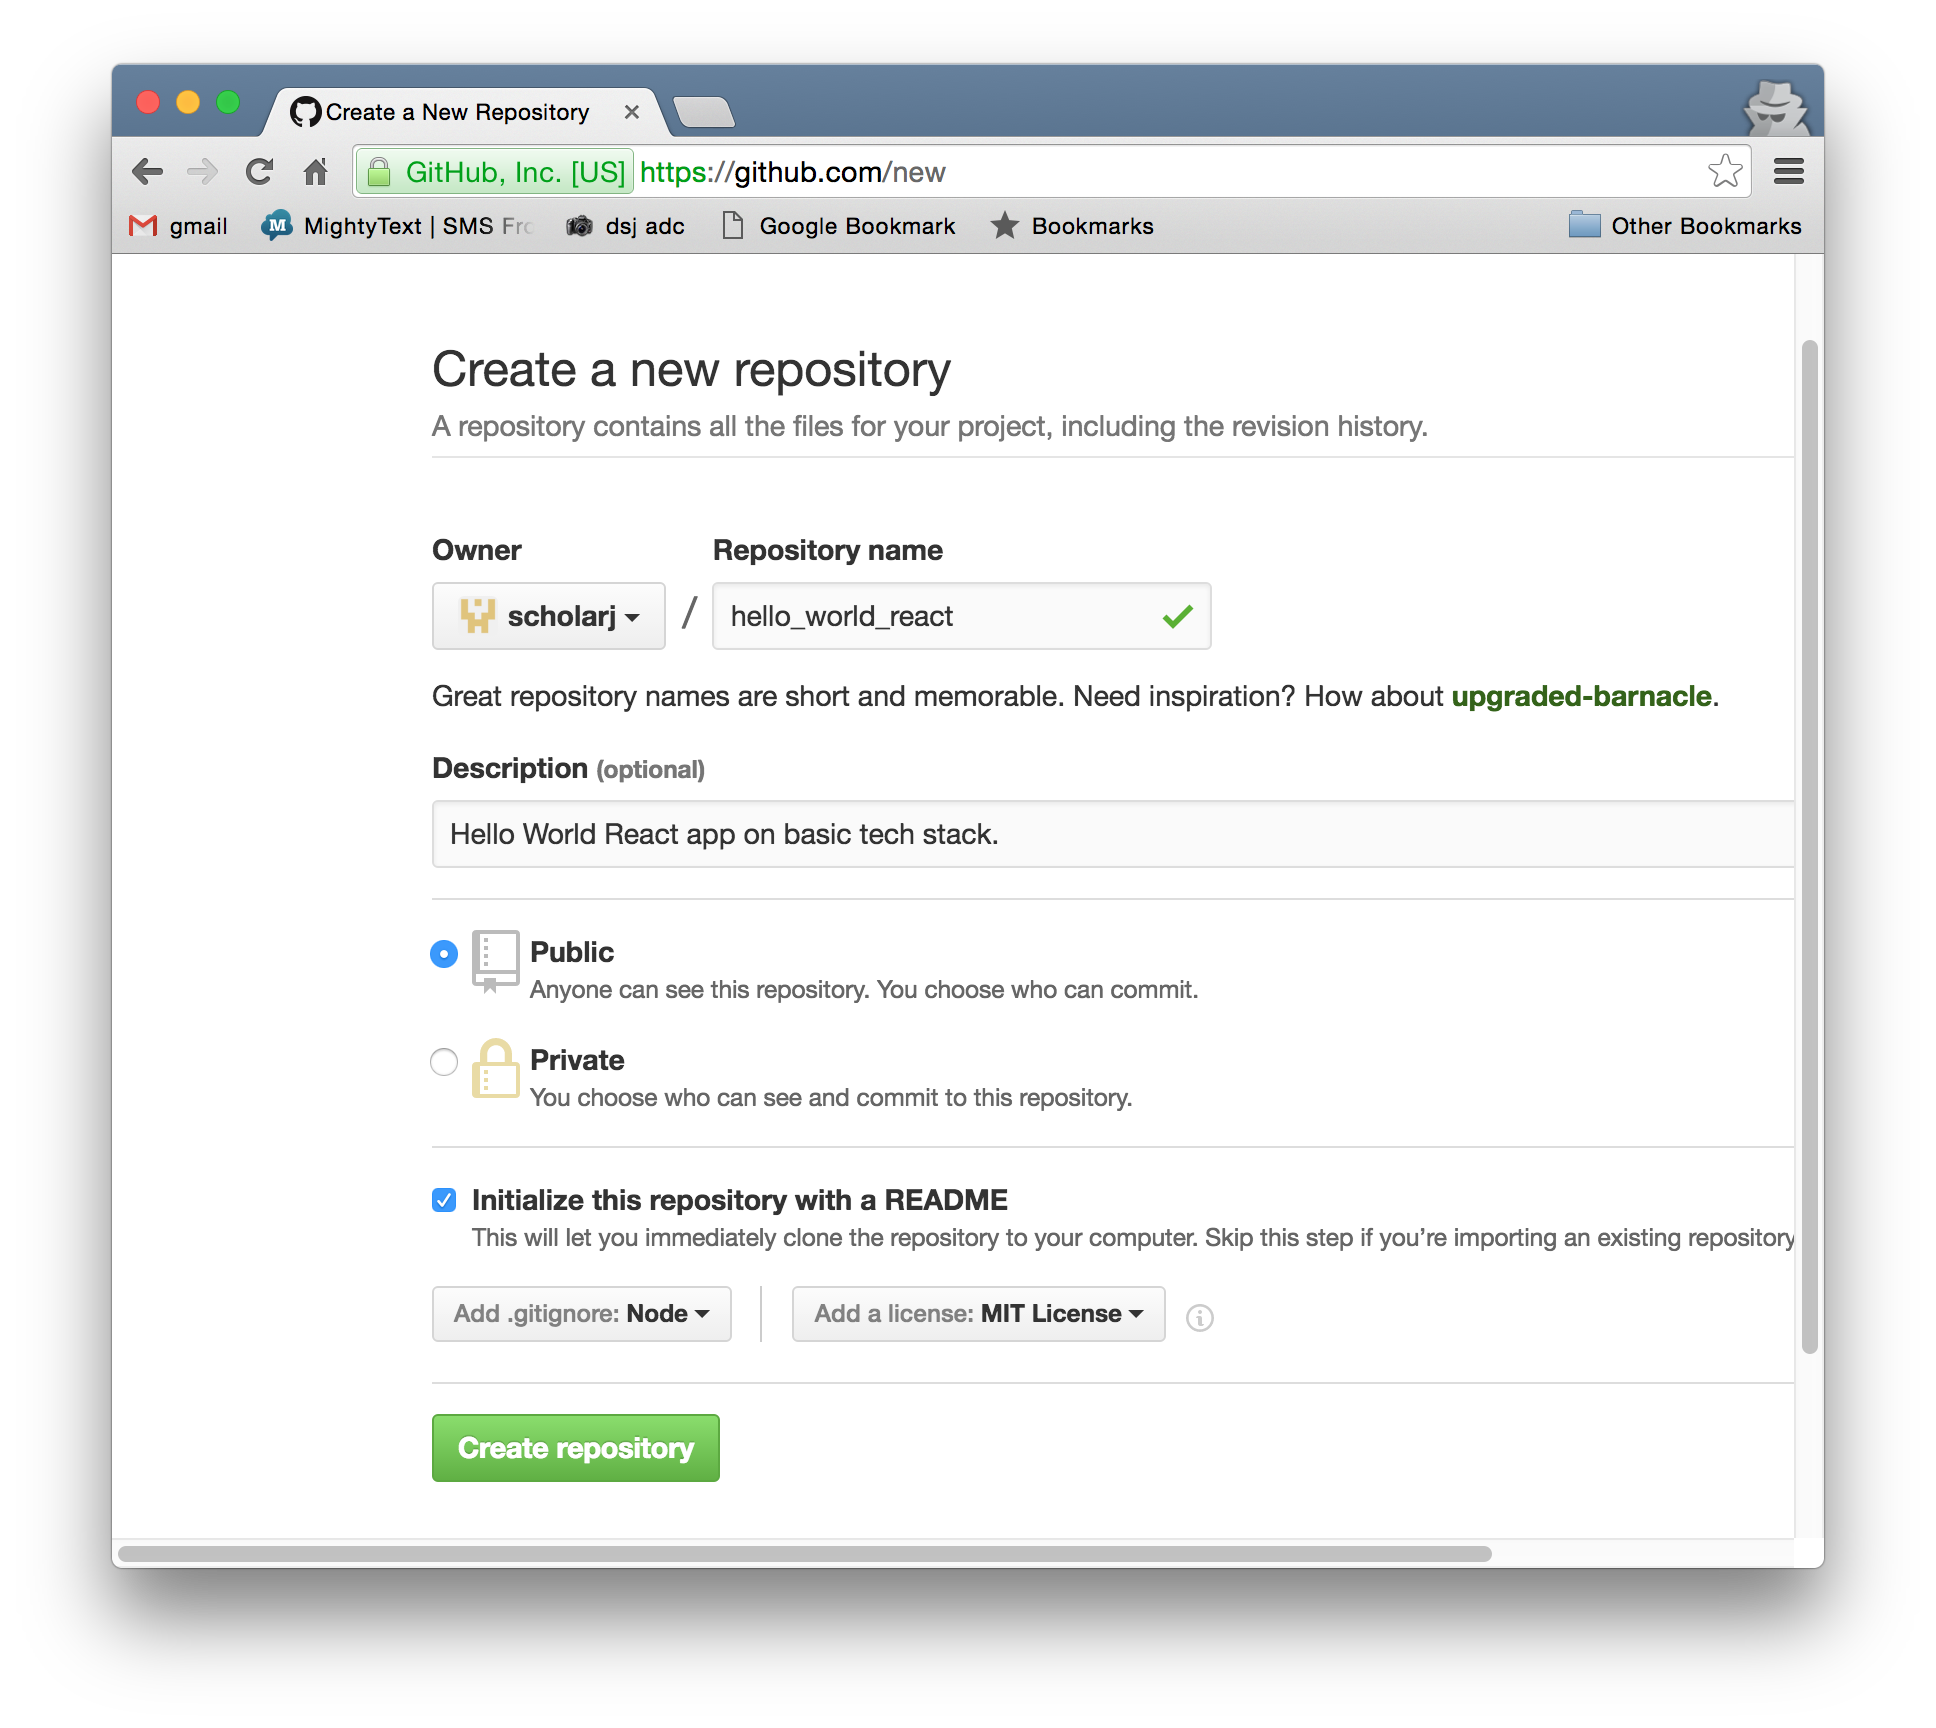 Create a New Repository
GitHub, Inc. [US] https://github.com/new
gmail MightyText | SMS Fro dsj adc Google Bookmark Bookmarks Other Bookmarks
Create a new repository
A repository contains all the files for your project, including the revision history.
Owner Repository name
scholarj / hello_world_react
Great repository names are short and memorable. Need inspiration? How about upgraded-barnacle.
Description (optional)
Hello World React app on basic tech stack.
Public
Anyone can see this repository. You choose who can commit.
Private
You choose who can see and commit to this repository.
Initialize this repository with a README
This will let you immediately clone the repository to your computer. Skip this step if you’re importing an existing repository
Add .gitignore: Node Add a license: MIT License
Create repository